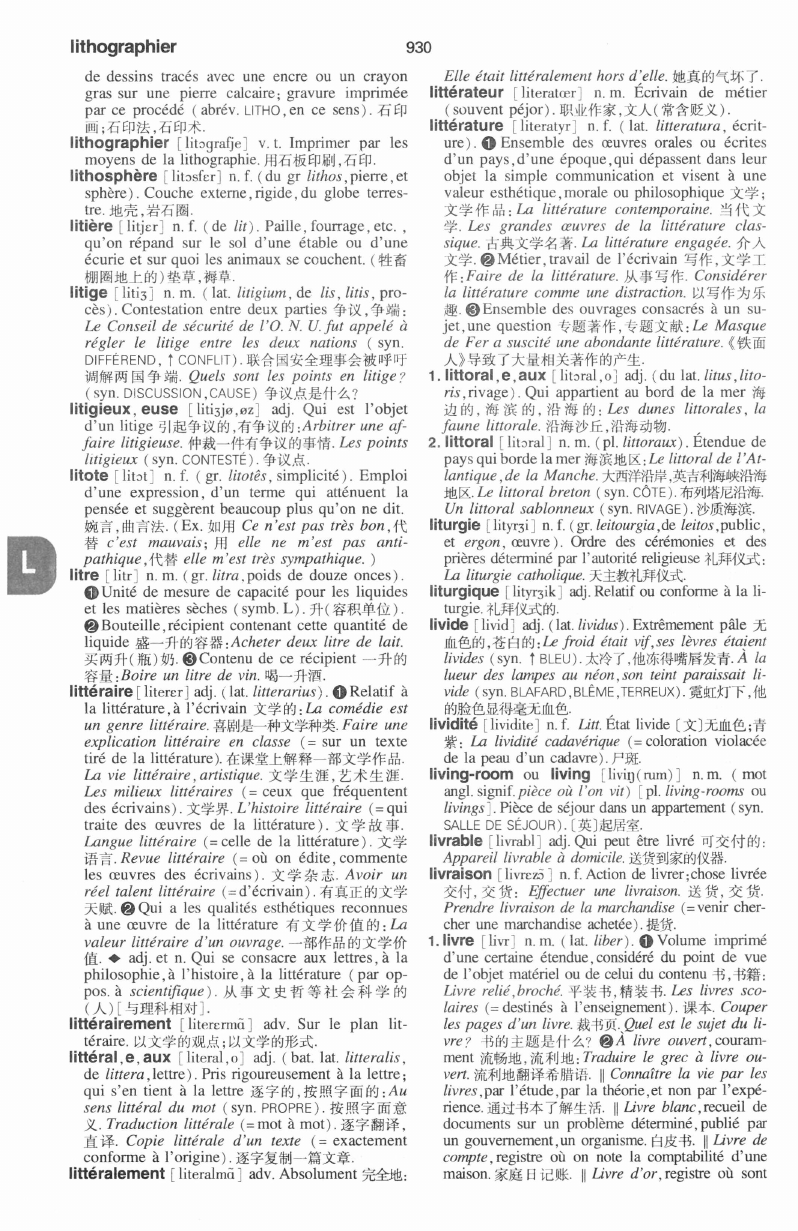 lithographier
930
de dessins tracés avec une encre ou un crayon
gras sur une pierre calcaire; gravure imprimée
par ce procédé (abrév. LITHO, en ce sens). 石印
画;石印法,石印术.
lithographier [litɔgrafje] v. t. Imprimer par les
moyens de la lithographie. 用石板印刷,石印.
lithosphère [litɔsfɛr] n. f. (du gr lithos, pierre, et
sphère). Couche externe, rigide, du globe terres-
tre. 地壳,岩石圈.
litière [litjɛr] n. f. (de lit). Paille, fourrage, etc. ,
qu'on répand sur le sol d'une étable ou d'une
écurie et sur quoi les animaux se couchent. (牲畜
棚圈地上的)垫草,褥草.
litige [litiʒ] n. m. (lat. litigium, de lis, litis, pro-
cès). Contestation entre deux parties 争议,争端:
Le Conseil de sécurité de l'O. N. U. fut appelé à
régler le litige entre les deux nations (syn.
DIFFÉREND, ↑ CONFLIT). 联合国安全理事会被呼吁
调解两国争端. Quels sont les points en litige?
(syn. DISCUSSION, CAUSE) 争议点是什么?
litigieux, euse [litiʒjø, øz] adj. Qui est l'objet
d'un litige 引起争议的,有争议的: Arbitrer une af-
faire litigieuse. 仲裁一件有争议的事情. Les points
litigieux (syn. CONTESTÉ). 争议点.
litote [litɔt] n. f. (gr. litotês, simplicité). Emploi
d'une expression, d'un terme qui atténuent la
pensée et suggèrent beaucoup plus qu'on ne dit.
婉言,曲言法. (Ex. 如用 Ce n'est pas très bon, 代
替 c'est mauvais; 用 elle ne m'est pas anti-
pathique, 代替 elle m'est très sympathique. )
L
litre [litr] n. m. (gr. litra, poids de douze onces).
❶Unité de mesure de capacité pour les liquides
et les matières sèches (symb. L). 升(容积单位).
❷Bouteille, récipient contenant cette quantité de
liquide 盛一升的容器: Acheter deux litre de lait.
买两升(瓶)奶. ❸Contenu de ce récipient 一升的
容量: Boire un litre de vin. 喝一升酒.
littéraire [literɛr] adj. (lat. litterarius). ❶Relatif à
la littérature, à l'écrivain 文学的: La comédie est
un genre littéraire. 喜剧是一种文学种类. Faire une
explication littéraire en classe (= sur un texte
tiré de la littérature). 在课堂上解释一部文学作品.
La vie littéraire, artistique. 文学生涯,艺术生涯.
Les milieux littéraires (= ceux que fréquentent
des écrivains). 文学界. L'histoire littéraire (= qui
traite des œuvres de la littérature). 文学故事.
Langue littéraire (= celle de la littérature). 文学
语言. Revue littéraire (= où on édite, commente
les œuvres des écrivains). 文学杂志. Avoir un
réel talent littéraire (= d'écrivain). 有真正的文学
天赋. ❷Qui a les qualités esthétiques reconnues
à une œuvre de la littérature 有文学价值的: La
valeur littéraire d'un ouvrage. 一部作品的文学价
值. ◆ adj. et n. Qui se consacre aux lettres, à la
philosophie, à l'histoire, à la littérature (par op-
pos. à scientifique). 从事文史哲等社会科学的
(人)[与理科相对].
littérairement [literɛrmɑ̃] adv. Sur le plan lit-
téraire. 以文学的观点;以文学的形式.
littéral, e, aux [literal, o] adj. (bat. lat. litteralis,
de littera, lettre). Pris rigoureusement à la lettre;
qui s'en tient à la lettre 逐字的,按照字面的: Au
sens littéral du mot (syn. PROPRE). 按照字面意
义. Traduction littérale (= mot à mot). 逐字翻译,
直译. Copie littérale d'un texte (= exactement
conforme à l'origine). 逐字复制一篇文章.
littéralement [literalmɑ̃] adv. Absolument 完全地:
Elle était littéralement hors d'elle. 她真的气坏了.
littérateur [literatœr] n. m. Écrivain de métier
(souvent péjor). 职业作家,文人(常含贬义).
littérature [literatyr] n. f. (lat. litteratura, écrit-
ure). ❶ Ensemble des œuvres orales ou écrites
d'un pays, d'une époque, qui dépassent dans leur
objet la simple communication et visent à une
valeur esthétique, morale ou philosophique 文学;
文学作品: La littérature contemporaine. 当代文
学. Les grandes œuvres de la littérature clas-
sique. 古典文学名著. La littérature engagée. 介入
文学. ❷Métier, travail de l'écrivain 写作,文学工
作: Faire de la littérature. 从事写作. Considérer
la littérature comme une distraction. 以写作为乐
趣. ❸Ensemble des ouvrages consacrés à un su-
jet, une question 专题著作,专题文献: Le Masque
de Fer a suscité une abondante littérature.《铁面
人》导致了大量相关著作的产生.
1. littoral, e, aux [litɔral, o] adj. (du lat. litus, lito-
ris, rivage). Qui appartient au bord de la mer 海
边的,海滨的,沿海的: Les dunes littorales, la
faune littorale. 沿海沙丘,沿海动物.
2. littoral [litɔral] n. m. (pl. littoraux). Étendue de
pays qui borde la mer 海滨地区: Le littoral de l'At-
lantique, de la Manche. 大西洋沿岸,英吉利海峡沿海
地区. Le littoral breton (syn. CÔTE). 布列塔尼沿海.
Un littoral sablonneux (syn. RIVAGE). 沙质海滨.
liturgie [lityrʒi] n. f. (gr. leitourgia, de leitos, public,
et ergon, œuvre). Ordre des cérémonies et des
prières déterminé par l'autorité religieuse 礼拜仪式:
La liturgie catholique. 天主教礼拜仪式.
liturgique [lityrʒik] adj. Relatif ou conforme à la li-
turgie. 礼拜仪式的.
livide [livid] adj. (lat. lividus). Extrêmement pâle 无
血色的,苍白的: Le froid était vif, ses lèvres étaient
livides (syn. ↑ BLEU). 太冷了,他冻得嘴唇发青. À la
lueur des lampes au néon, son teint paraissait li-
vide (syn. BLAFARD, BLÊME, TERREUX). 霓虹灯下,他
的脸色显得毫无血色.
lividité [lividite] n. f. Litt. État livide [文]无血色;青
紫: La lividité cadavérique (= coloration violacée
de la peau d'un cadavre). 尸斑.
living-room ou living [liviŋ(rum)] n. m. (mot
angl. signif. pièce où l'on vit) [pl. living-rooms ou
livings]. Pièce de séjour dans un appartement (syn.
SALLE DE SÉJOUR). [英]起居室.
livrable [livrabl] adj. Qui peut être livré 可交付的:
Appareil livrable à domicile. 送货到家的仪器.
livraison [livrɛzɔ̃] n. f. Action de livrer; chose livrée
交付,交货: Effectuer une livraison. 送货,交货.
Prendre livraison de la marchandise (= venir cher-
cher une marchandise achetée). 提货.
1. livre [livr] n. m. (lat. liber). ❶Volume imprimé
d'une certaine étendue, considéré du point de vue
de l'objet matériel ou de celui du contenu 书,书籍:
Livre relié, broché. 平装书,精装书. Les livres sco-
laires (= destinés à l'enseignement). 课本. Couper
les pages d'un livre. 裁书页. Quel est le sujet du li-
vre? 书的主题是什么? ❷À livre ouvert, couram-
ment 流畅地,流利地: Traduire le grec à livre ou-
vert. 流利地翻译希腊语. ‖ Connaître la vie par les
livres, par l'étude, par la théorie, et non par l'expé-
rience. 通过书本了解生活. ‖ Livre blanc, recueil de
documents sur un problème déterminé, publié par
un gouvernement, un organisme. 白皮书. ‖ Livre de
compte, registre où on note la comptabilité d'une
maison. 家庭日记账. ‖ Livre d'or, registre où sont